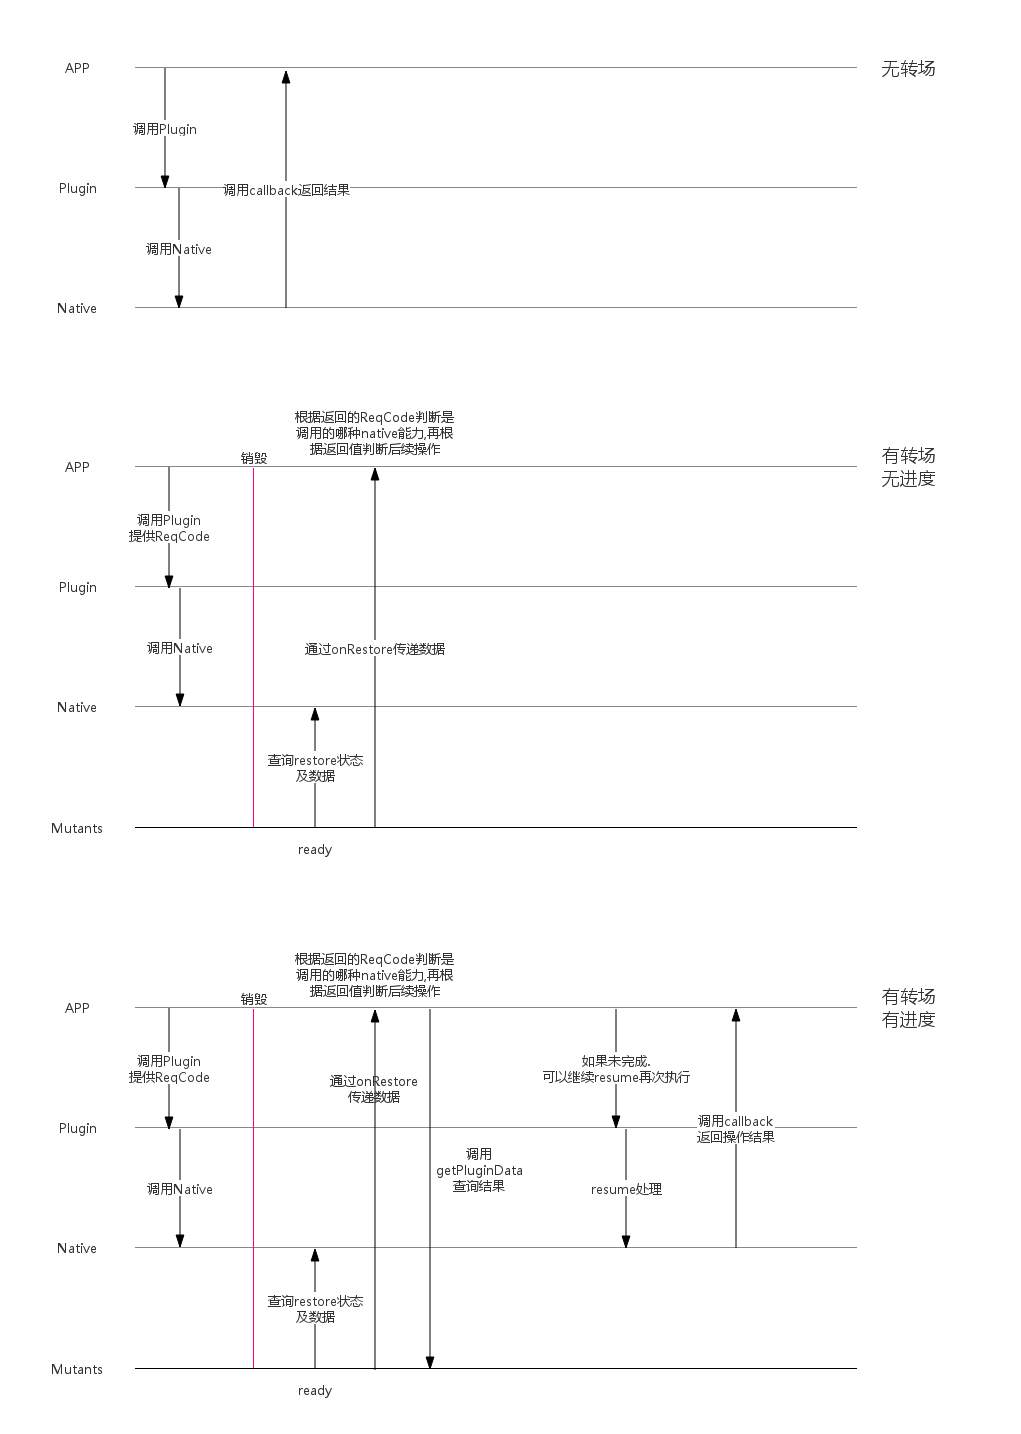 APP
无转场
调用Plugin
Plugin
调用callback返回结果
调用Native
Native
根据返回的ReqCode判断是
调用的哪种native能力,再根
据返回值判断后续操作
销毁
APP
有转场
无进度
调用Plugin
提供ReqCode
Plugin
调用Native
通过onRestore传递数据
Native
查询restore状态
及数据
Mutants
ready
根据返回的ReqCode判断是
调用的哪种native能力,再根
据返回值判断后续操作
销毁
APP
有转场
有进度
调用Plugin
提供ReqCode
通过onRestore
传递数据
如果未完成.
可以继续resume再次执行
Plugin
调用callback
返回操作结果
调用
getPluginData
查询结果
调用Native
resume处理
Native
查询restore状态
及数据
Mutants
ready